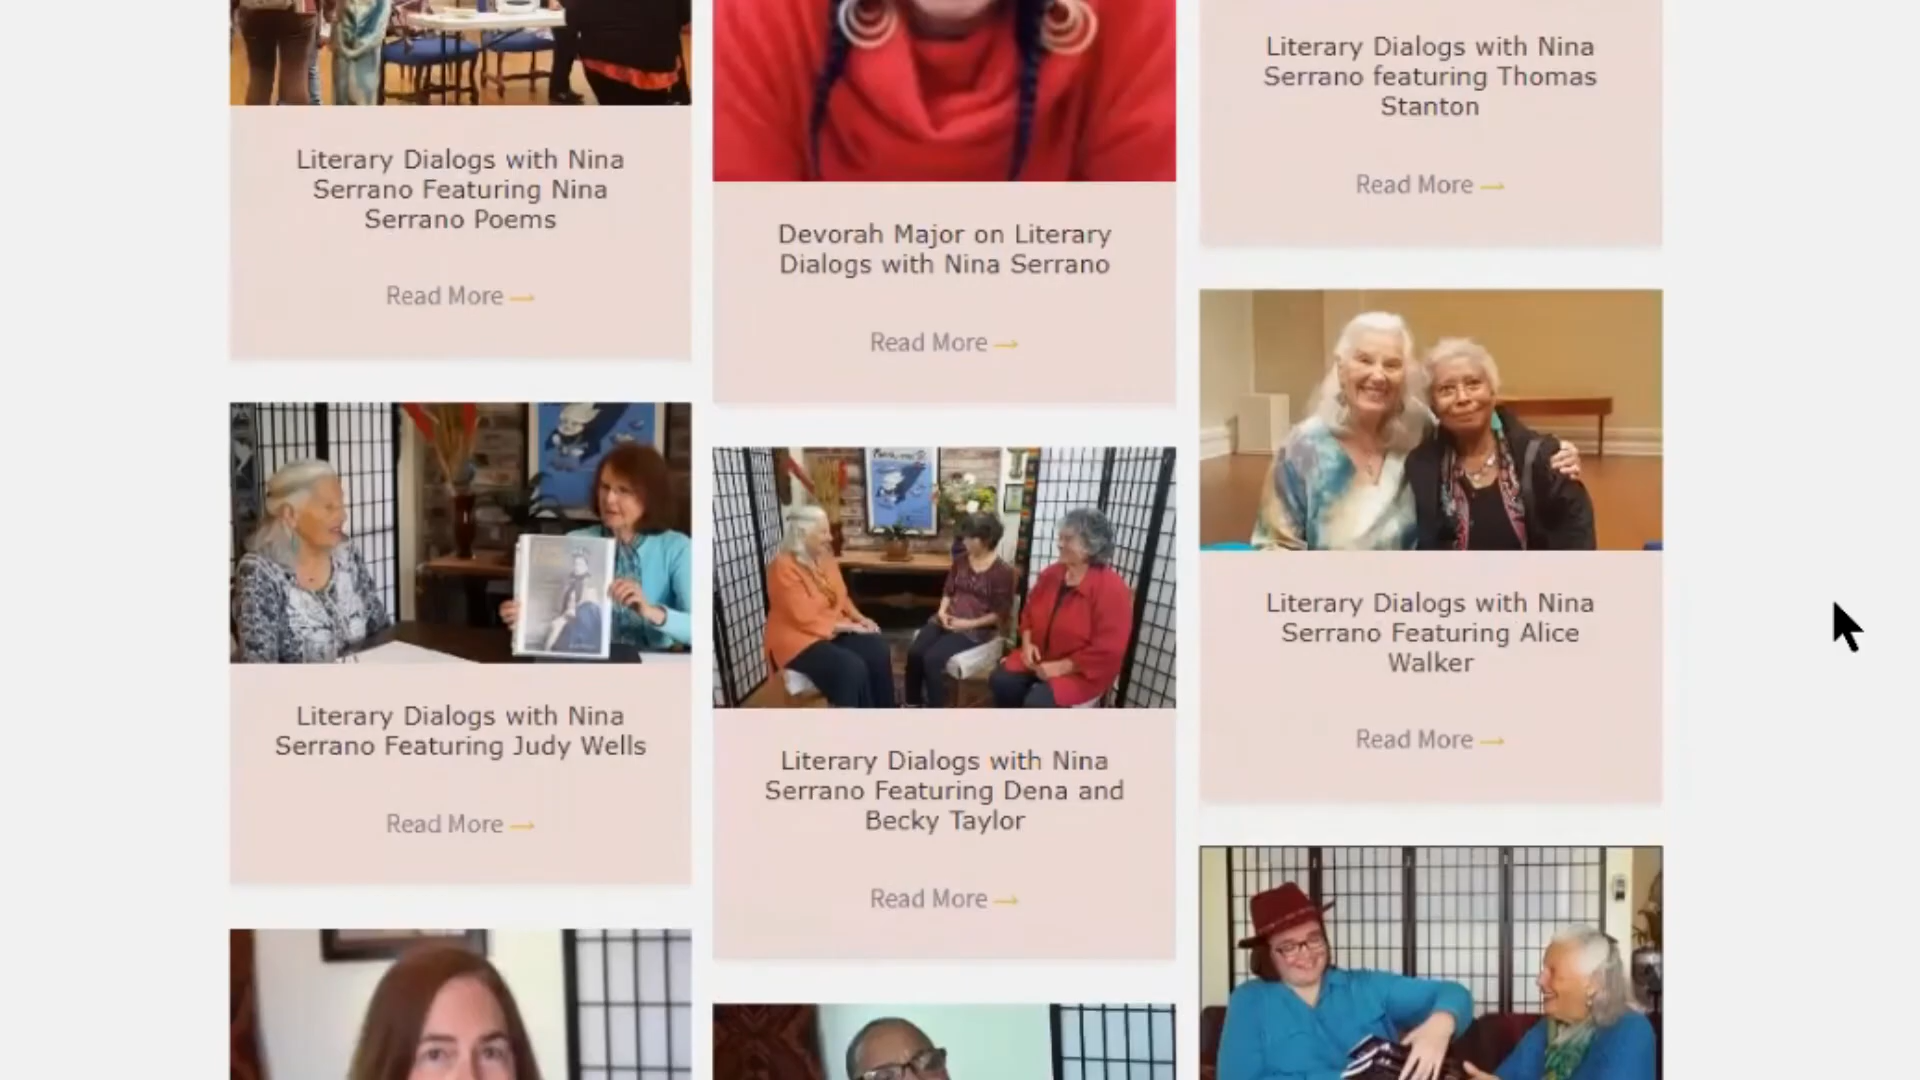 Literary Dialogs with Nina
Serrano Featuring Nina
Serrano Poems
Read More →
Literary Dialogs with Nina
Serrano Featuring Judy Wells
Read More →
Devorah Major on Literary
Dialogs with Nina Serrano
Read More →
Literary Dialogs with Nina
Serrano Featuring Dena and
Becky Taylor
Read More →
Literary Dialogs with Nina
Serrano featuring Thomas
Stanton
Read More →
Literary Dialogs with Nina
Serrano Featuring Alice
Walker
Read More →